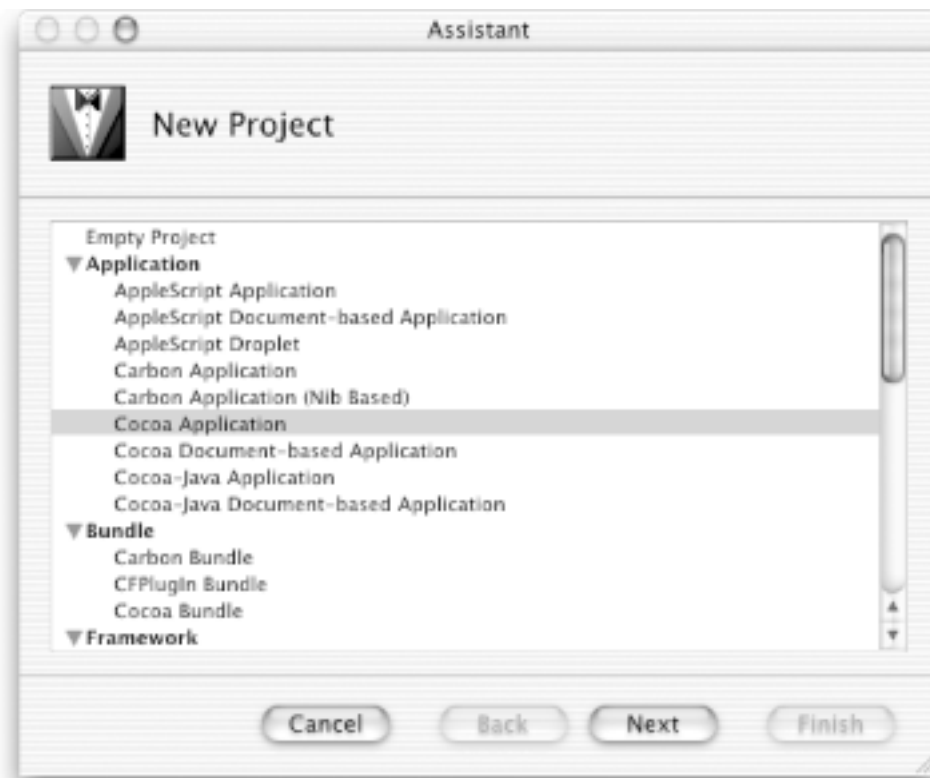 Assistant
New Project
Empty Project
Application
AppleScript Application
AppleScript Document-based Application
AppleScript Droplet
Carbon Application
Carbon Application (Nib Based)
Cocoa Application
Cocoa Document-based Application
Cocoa-Java Application
Cocoa-Java Document-based Application
Bundle
Carbon Bundle
CFPlugIn Bundle
Cocoa Bundle
Framework
Cancel Back Next Finish